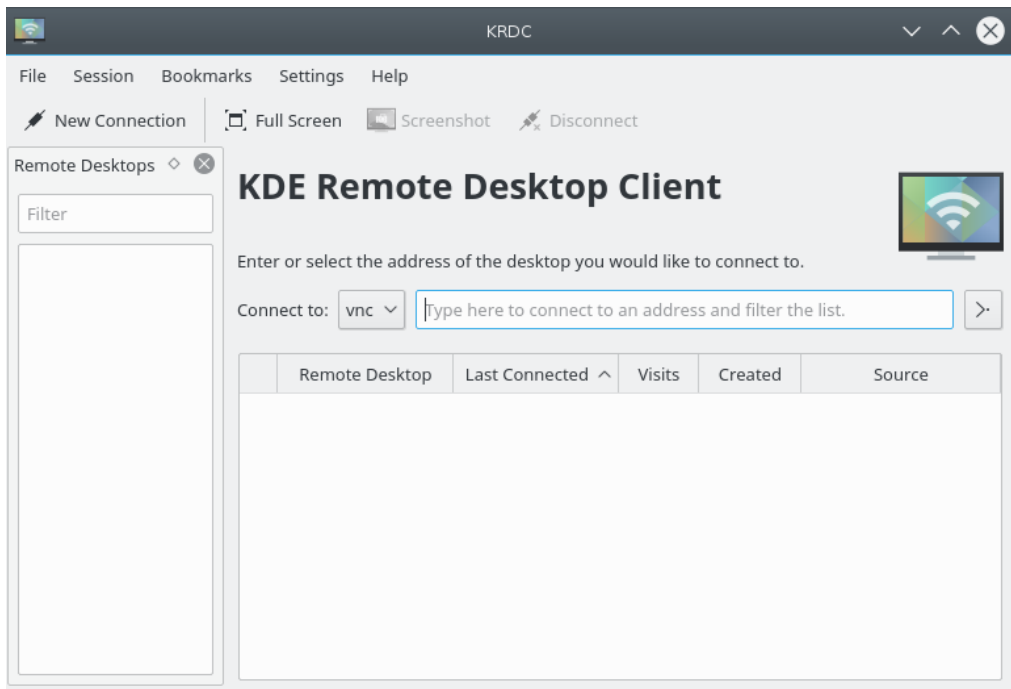 KRDC
File Session Bookmarks Settings Help
New Connection Full Screen Screenshot Disconnect
Remote Desktops
Filter
KDE Remote Desktop Client
Enter or select the address of the desktop you would like to connect to.
Connect to: vnc Type here to connect to an address and filter the list.
Remote Desktop Last Connected Visits Created Source